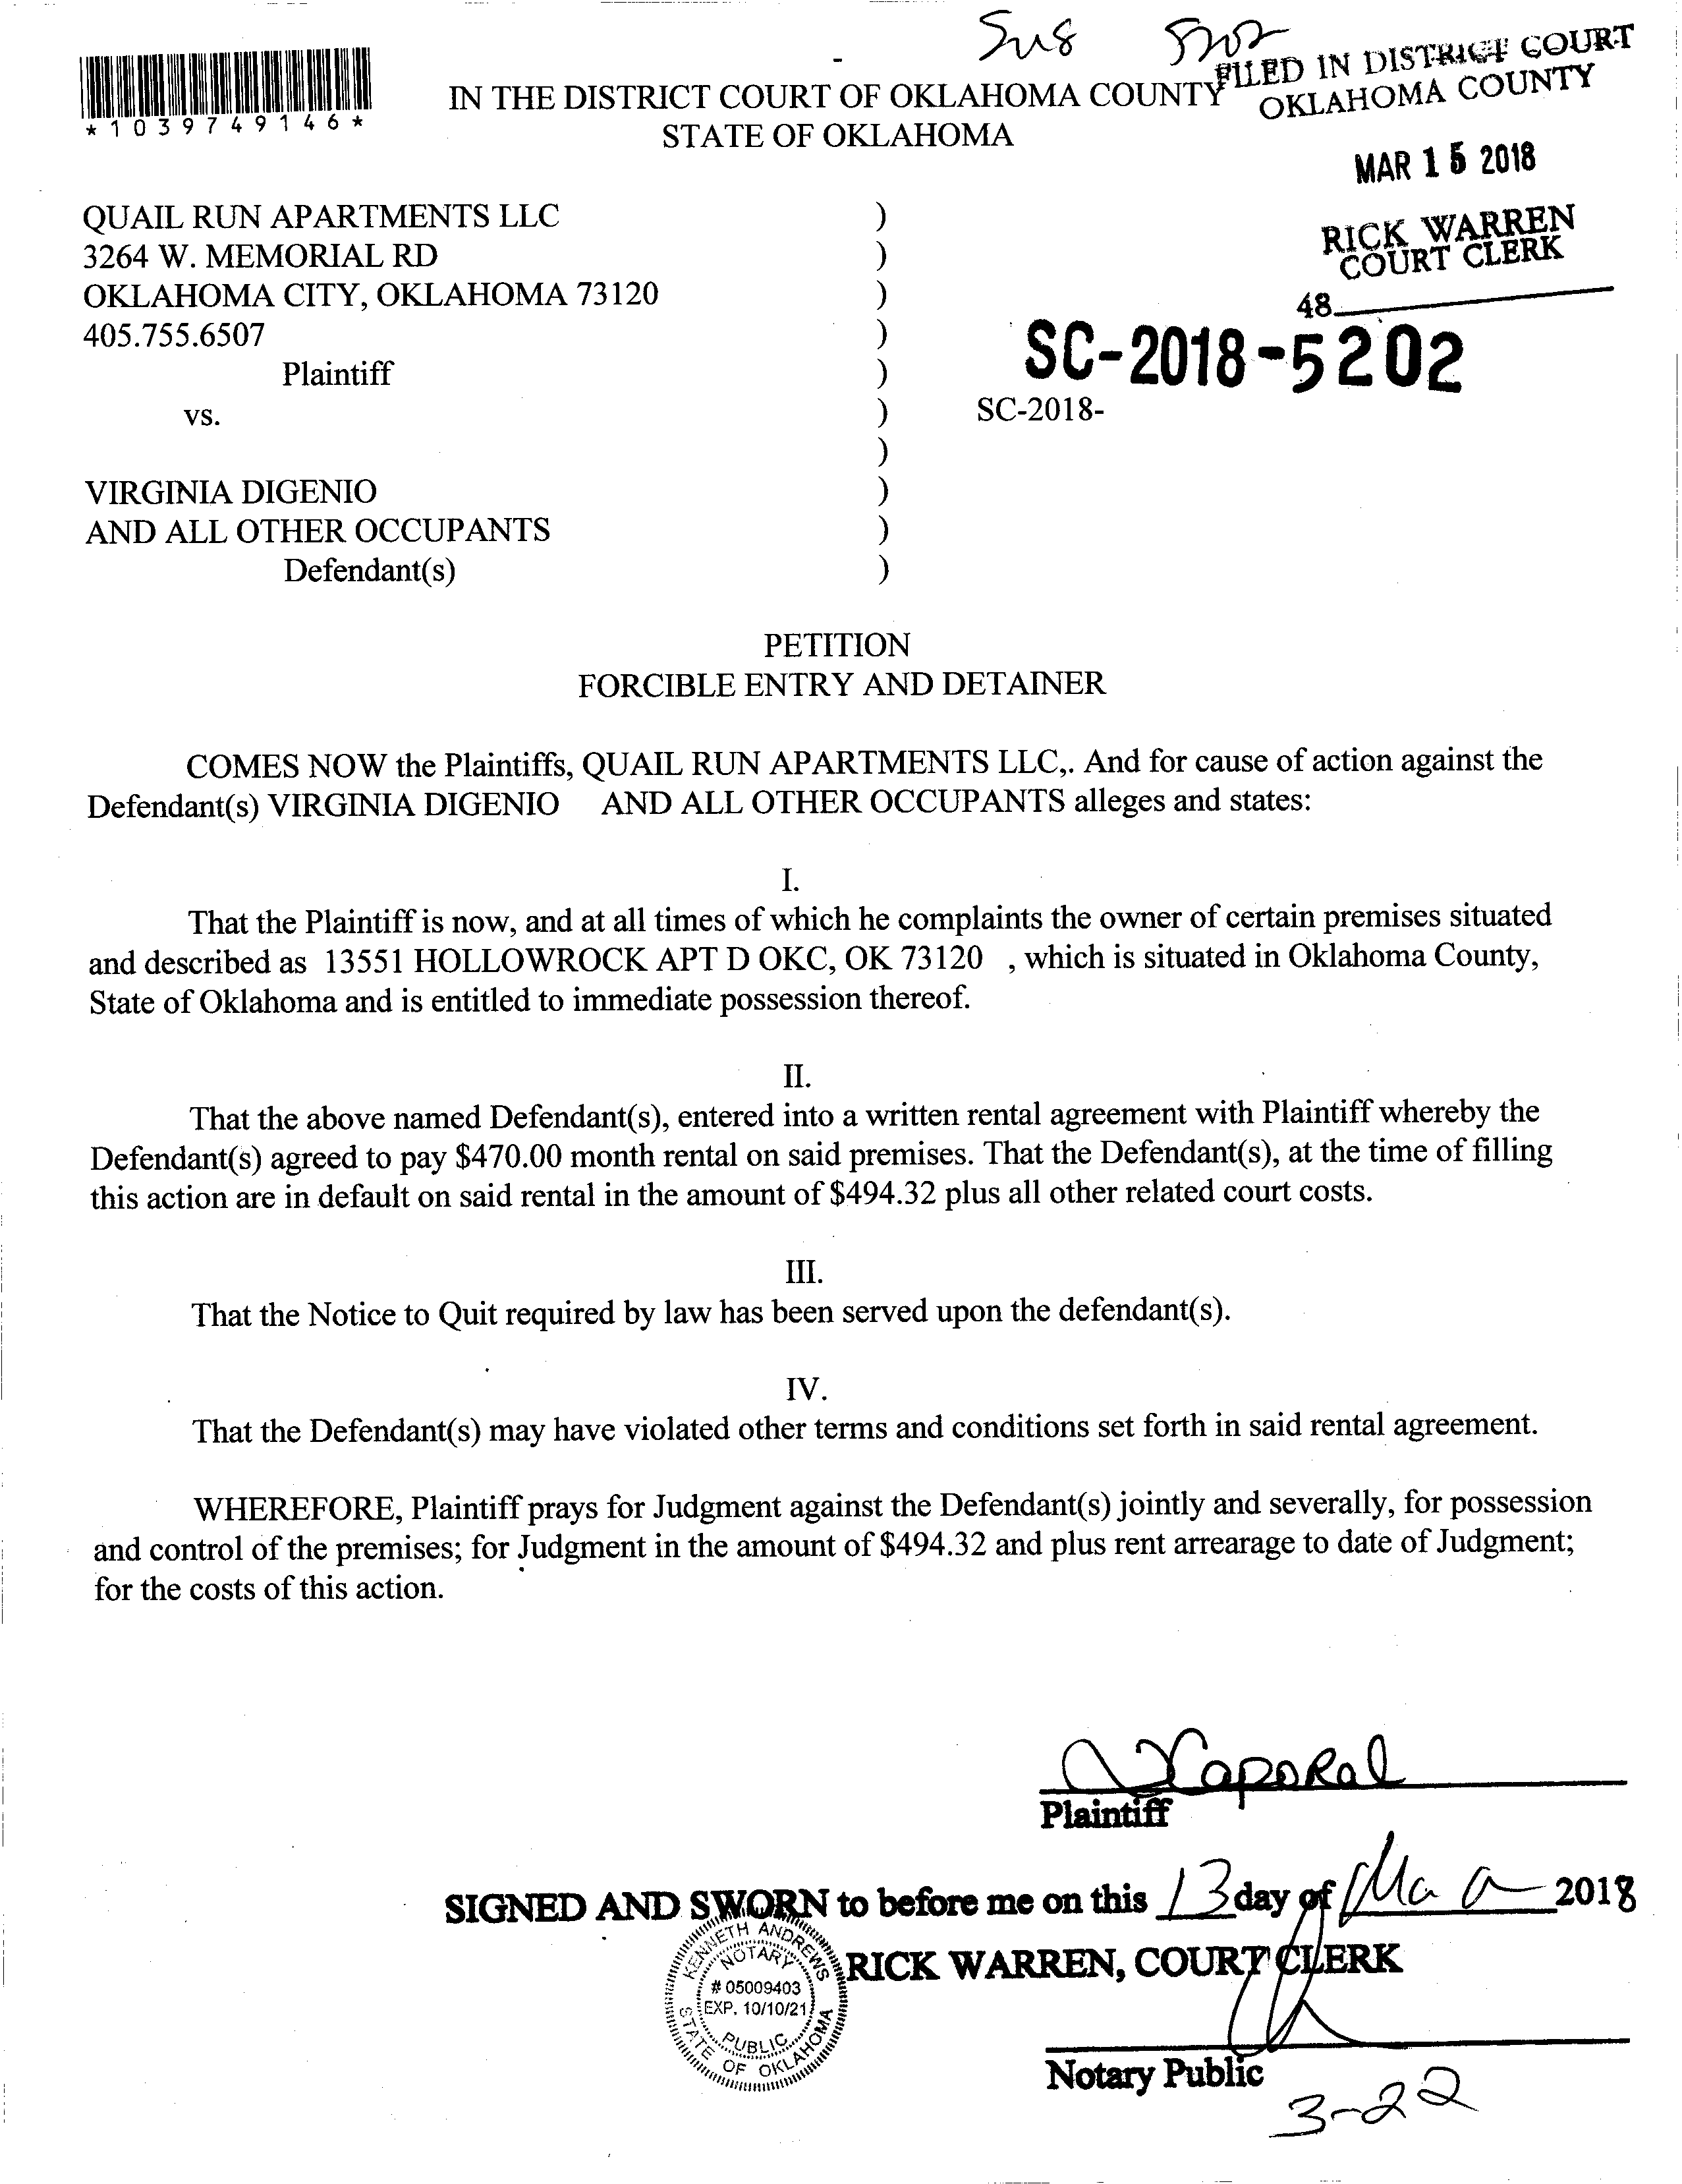 5202
*1039749146*
IN THE DISTRICT COURT OF OKLAHOMA COUNTY
STATE OF OKLAHOMA
FILED IN DISTRICT COURT
OKLAHOMA COUNTY
MAR 15 2018
RICK WARREN
COURT CLERK
48
SC-2018-5202
SC-2018-
QUAIL RUN APARTMENTS LLC )
3264 W. MEMORIAL RD )
OKLAHOMA CITY, OKLAHOMA 73120 )
405.755.6507 )
Plaintiff )
vs. )
)
VIRGINIA DIGENIO )
AND ALL OTHER OCCUPANTS )
Defendant(s) )
PETITION
FORCIBLE ENTRY AND DETAINER
COMES NOW the Plaintiffs, QUAIL RUN APARTMENTS LLC,. And for cause of action against the
Defendant(s) VIRGINIA DIGENIO AND ALL OTHER OCCUPANTS alleges and states:
I.
That the Plaintiff is now, and at all times of which he complaints the owner of certain premises situated
and described as 13551 HOLLOWROCK APT D OKC, OK 73120 , which is situated in Oklahoma County,
State of Oklahoma and is entitled to immediate possession thereof.
II.
That the above named Defendant(s), entered into a written rental agreement with Plaintiff whereby the
Defendant(s) agreed to pay $470.00 month rental on said premises. That the Defendant(s), at the time of filling
this action are in default on said rental in the amount of $494.32 plus all other related court costs.
III.
That the Notice to Quit required by law has been served upon the defendant(s).
IV.
That the Defendant(s) may have violated other terms and conditions set forth in said rental agreement.
WHEREFORE, Plaintiff prays for Judgment against the Defendant(s) jointly and severally, for possession
and control of the premises; for Judgment in the amount of $494.32 and plus rent arrearage to date of Judgment;
for the costs of this action.
Caporal
Plaintiff
SIGNED AND SWORN to before me on this 13 day of Ma 2018
RICK WARREN, COURT CLERK
KENNETH ANDREWS
NOTARY
# 05009403
EXP. 10/10/21
PUBLIC
STATE OF OKLAHOMA
Notary Public
3-22